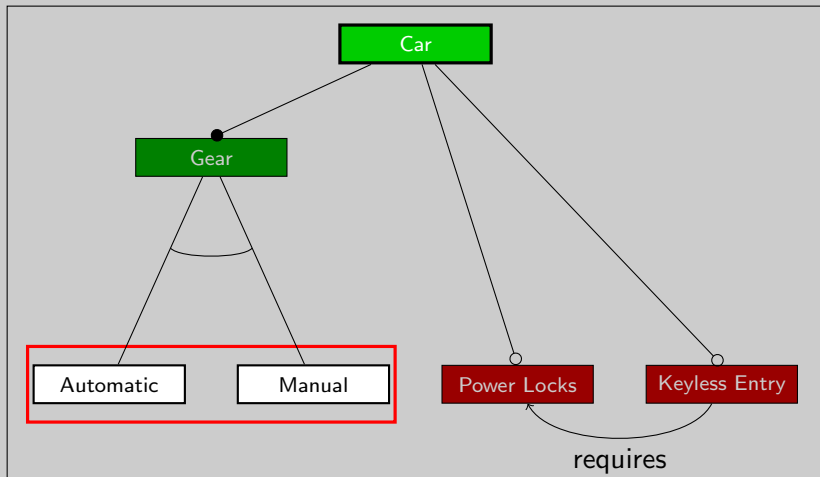 Car
Gear
Automatic
Manual
Power Locks
Keyless Entry
requires